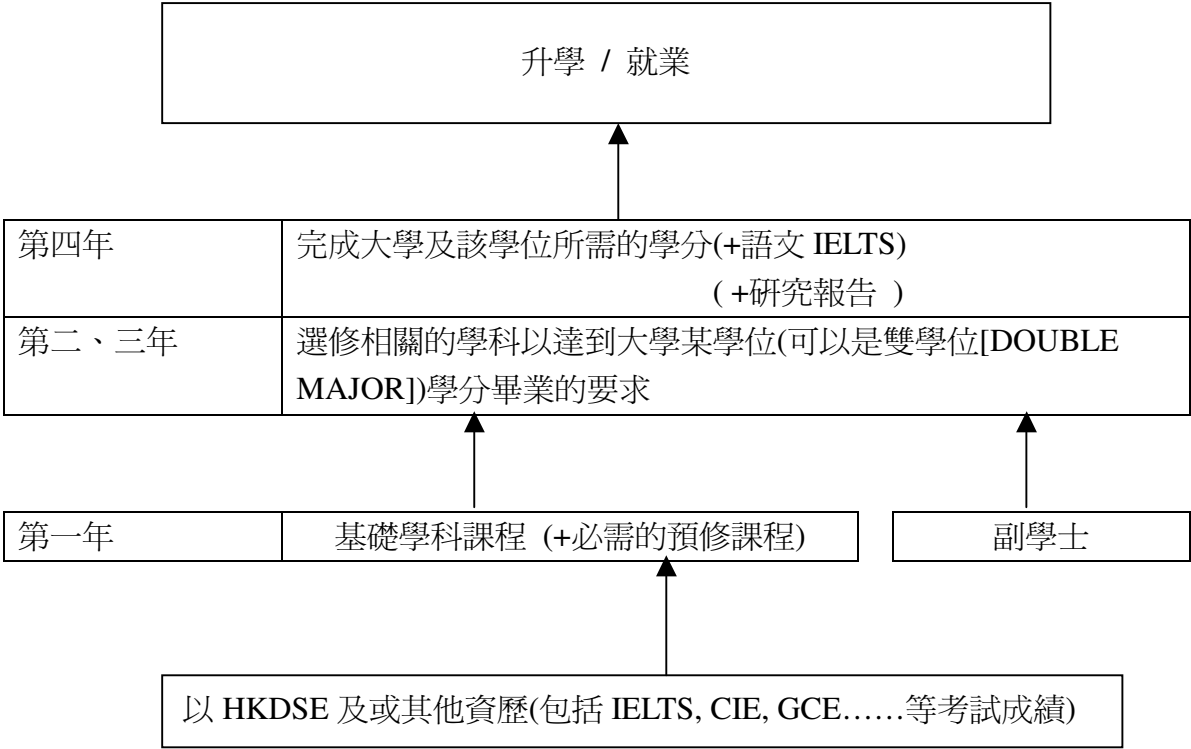 升學 / 就業
第四年 完成大學及該學位所需的學分(+語文 IELTS)
( +研究報告 )
第二、三年 選修相關的學科以達到大學某學位(可以是雙學位[DOUBLE
MAJOR])學分畢業的要求
第一年 基礎學科課程 (+必需的預修課程) 副學士
以 HKDSE 及或其他資歷(包括 IELTS, CIE, GCE……等考試成績)